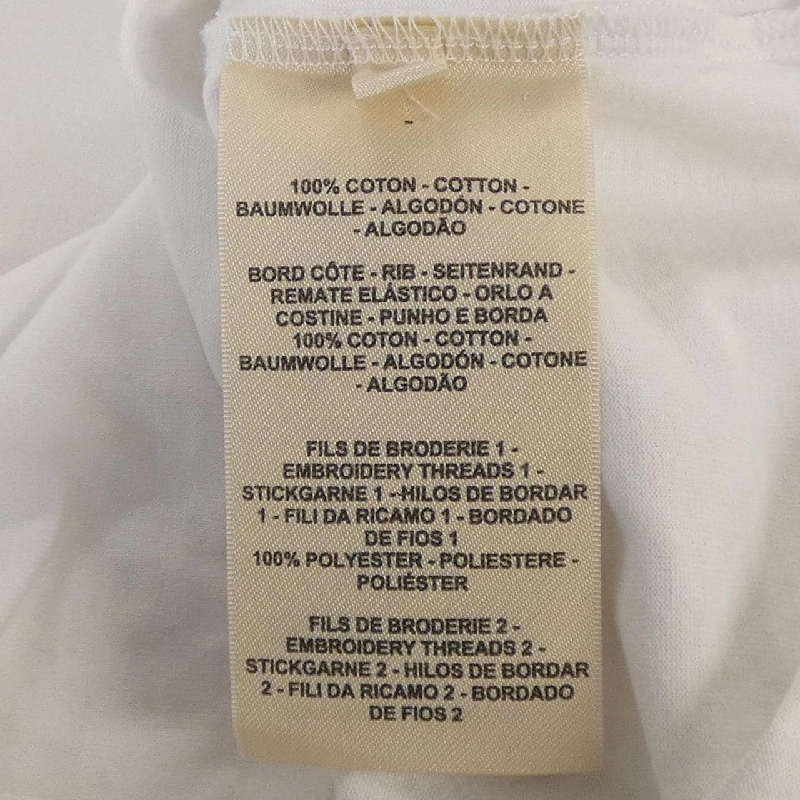 100% COTON - COTTON -
BAUMWOLLE - ALGODÓN - COTONE
- ALGODÃO
BORD CÔTE - RIB - SEITENRAND -
REMATE ELÁSTICO - ORLO A
COSTINE - PUNHO E BORDA
100% COTON - COTTON -
BAUMWOLLE - ALGODÓN - COTONE
- ALGODÃO
FILS DE BRODERIE 1 -
EMBROIDERY THREADS 1 -
STICKGARNE 1 -HILOS DE BORDAR
1 - FILI DA RICAMO 1 - BORDADO
DE FIOS 1
100% POLYESTER - POLIESTERE -
POLIÉSTER
FILS DE BRODERIE 2 -
EMBROIDERY THREADS 2 -
STICKGARNE 2 - HILOS DE BORDAR
2 - FILI DA RICAMO 2 - BORDADO
DE FIOS 2